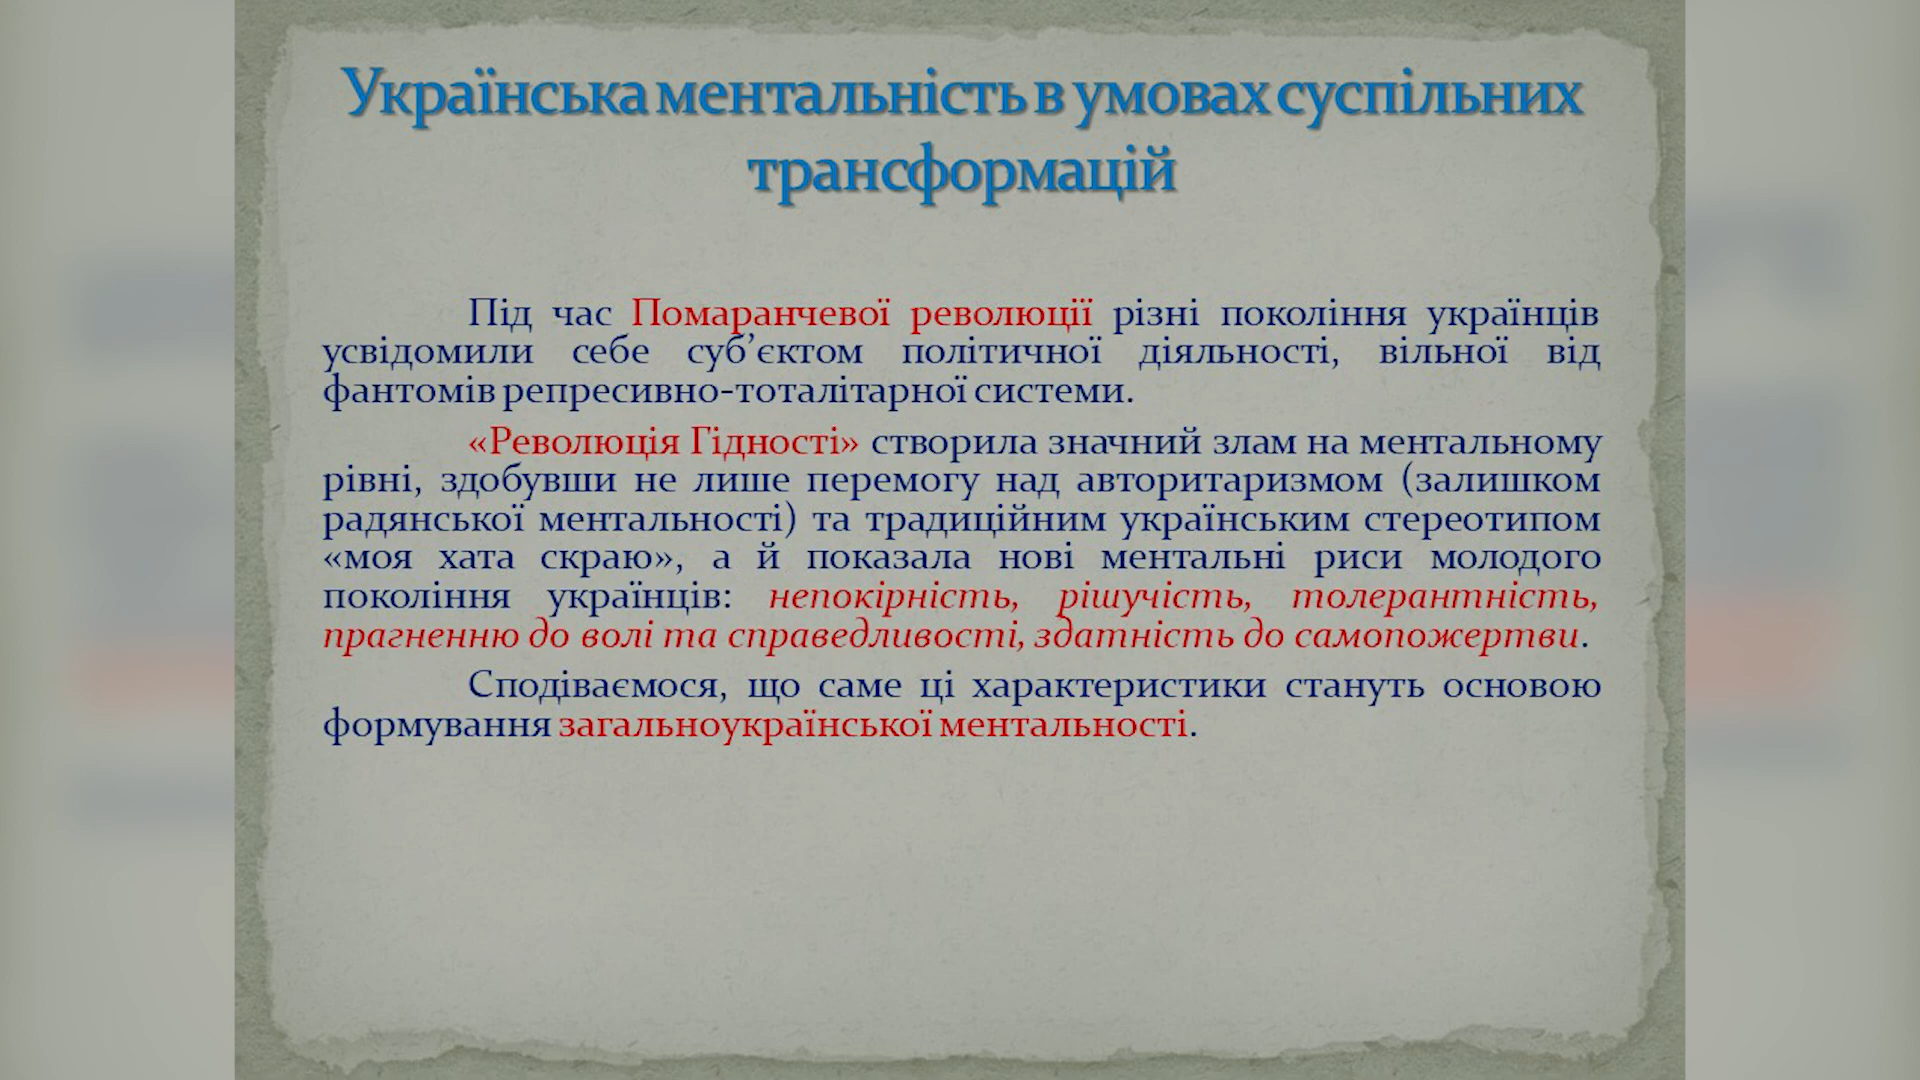 Українська ментальність в умовах суспільних
трансформацій
Під час Помаранчевої революції різні покоління українців
усвідомили себе суб’єктом політичної діяльності, вільної від
фантомів репресивно-тоталітарної системи.
«Революція Гідності» створила значний злам на ментальному
рівні, здобувши не лише перемогу над авторитаризмом (залишком
радянської ментальності) та традиційним українським стереотипом
«моя хата скраю», а й показала нові ментальні риси молодого
покоління українців: непокірність, рішучість, толерантність,
прагненню до волі та справедливості, здатність до самопожертви.
Сподіваємося, що саме ці характеристики стануть основою
формування загальноукраїнської ментальності.